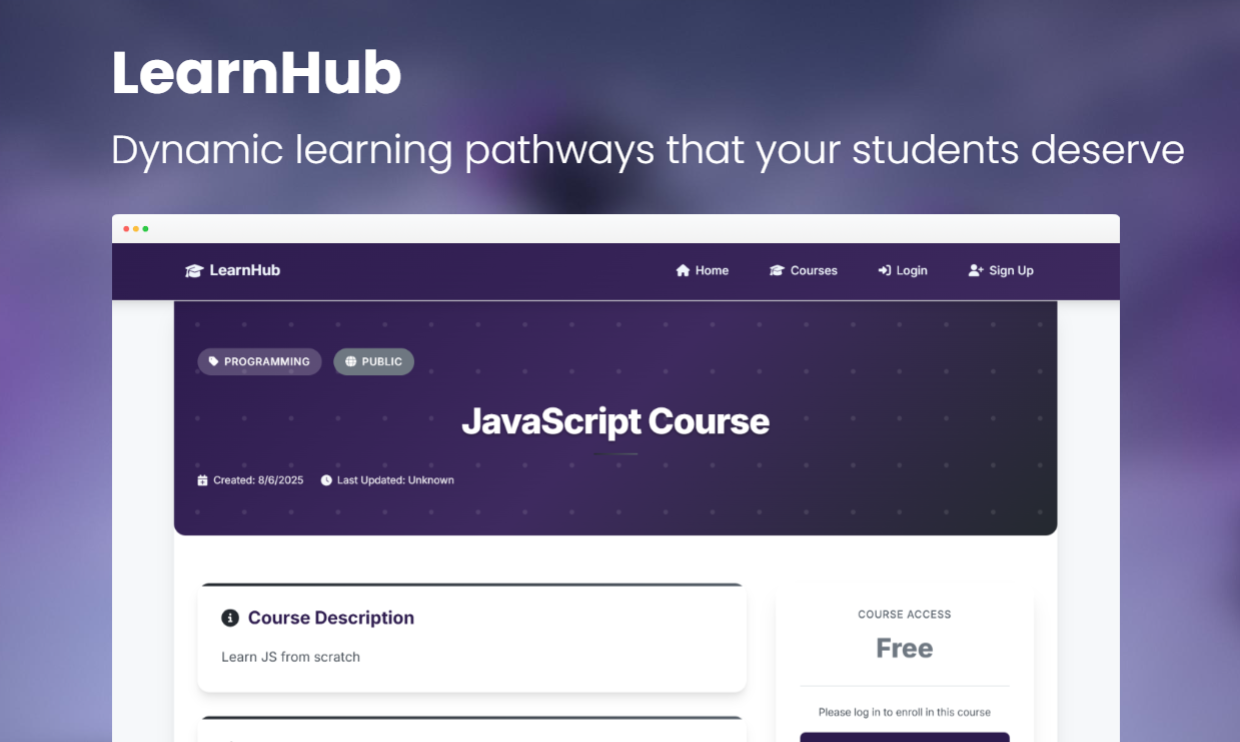 LearnHub
Dynamic learning pathways that your students deserve
LearnHub Home Courses Login Sign Up
PROGRAMMING PUBLIC
JavaScript Course
Created: 8/6/2025 Last Updated: Unknown
Course Description
Learn JS from scratch
COURSE ACCESS
Free
Please log in to enroll in this course